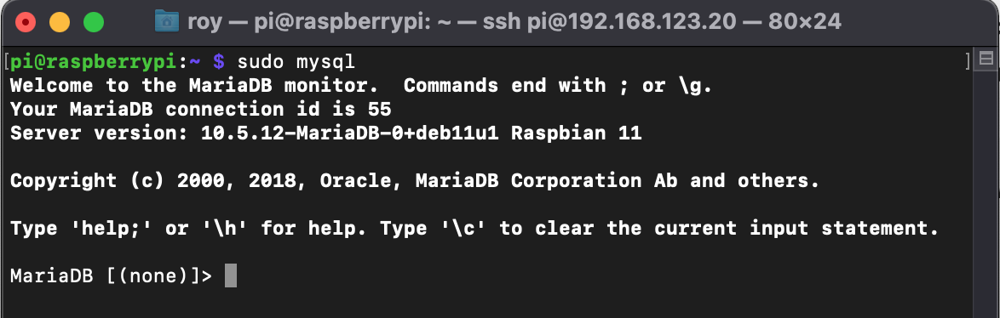 roy — pi@raspberrypi: ~ — ssh pi@192.168.123.20 — 80×24
[pi@raspberrypi:~ $ sudo mysql ]
Welcome to the MariaDB monitor.  Commands end with ; or \g.
Your MariaDB connection id is 55
Server version: 10.5.12-MariaDB-0+deb11u1 Raspbian 11

Copyright (c) 2000, 2018, Oracle, MariaDB Corporation Ab and others.

Type 'help;' or '\h' for help. Type '\c' to clear the current input statement.

MariaDB [(none)]>